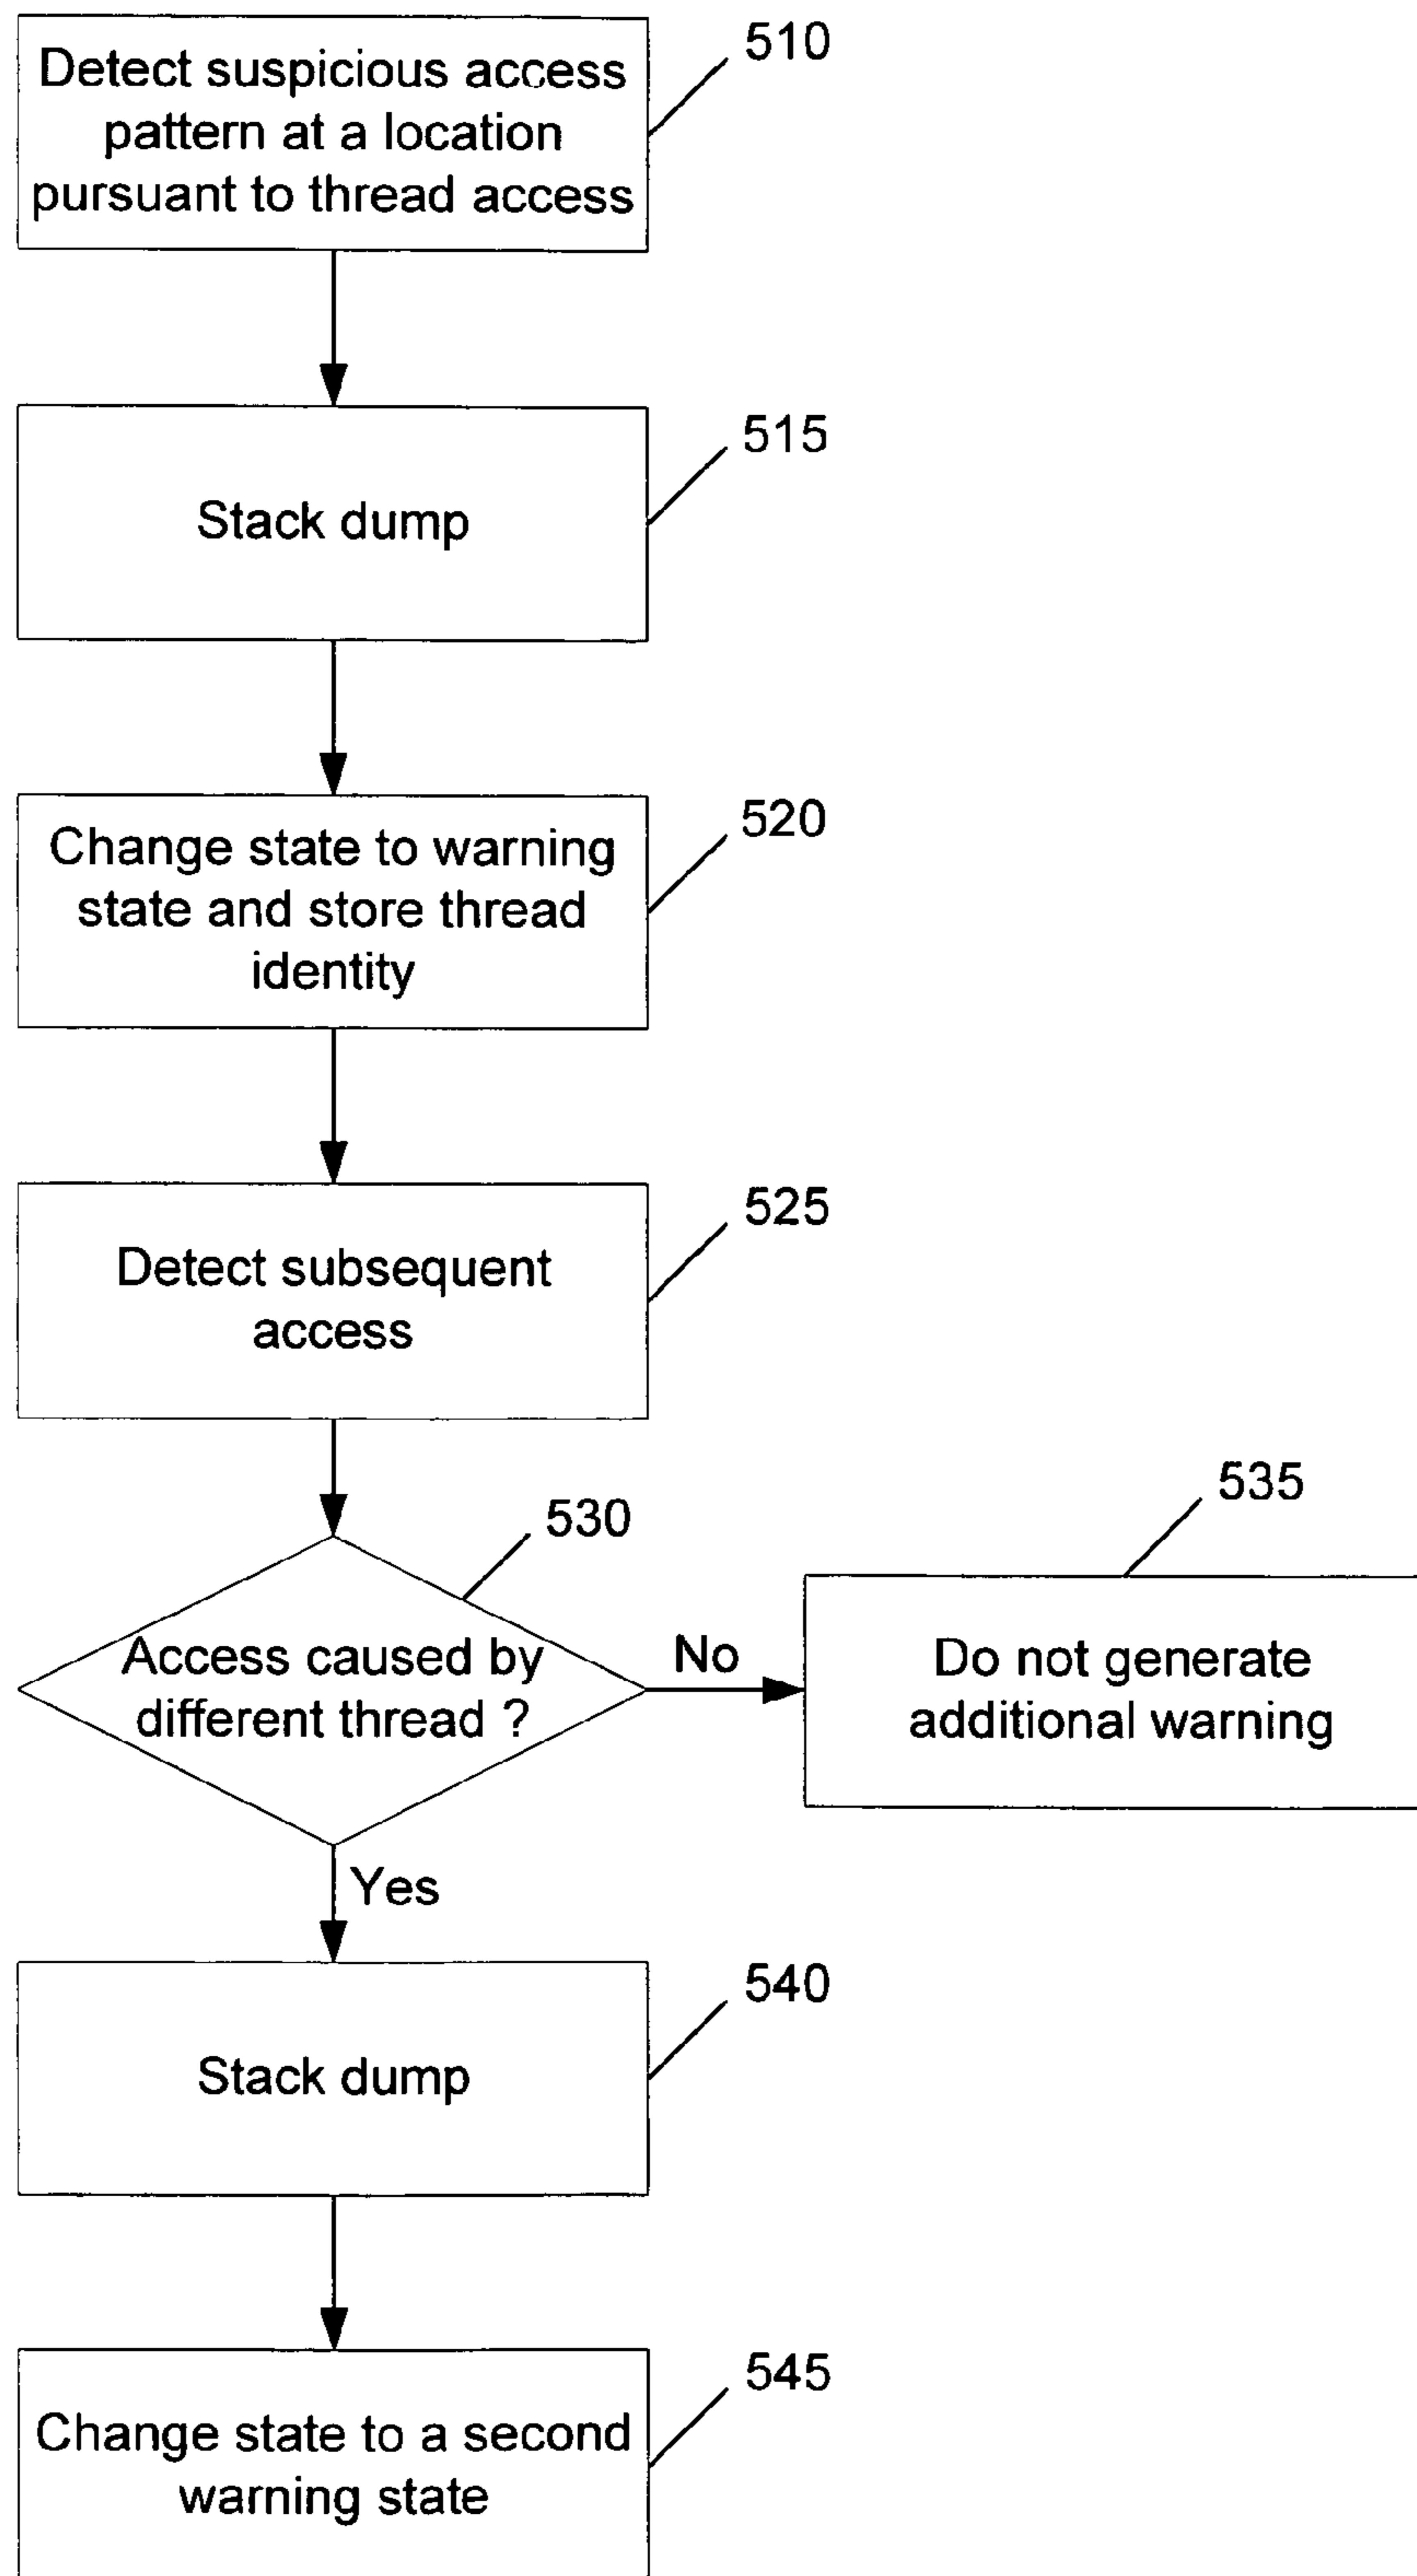 Detect suspicious access
pattern at a location
pursuant to thread access
510
Stack dump
515
Change state to warning
state and store thread
identity
520
Detect subsequent
access
525
Access caused by
different thread ?
530
No
Do not generate
additional warning
535
Yes
Stack dump
540
Change state to a second
warning state
545